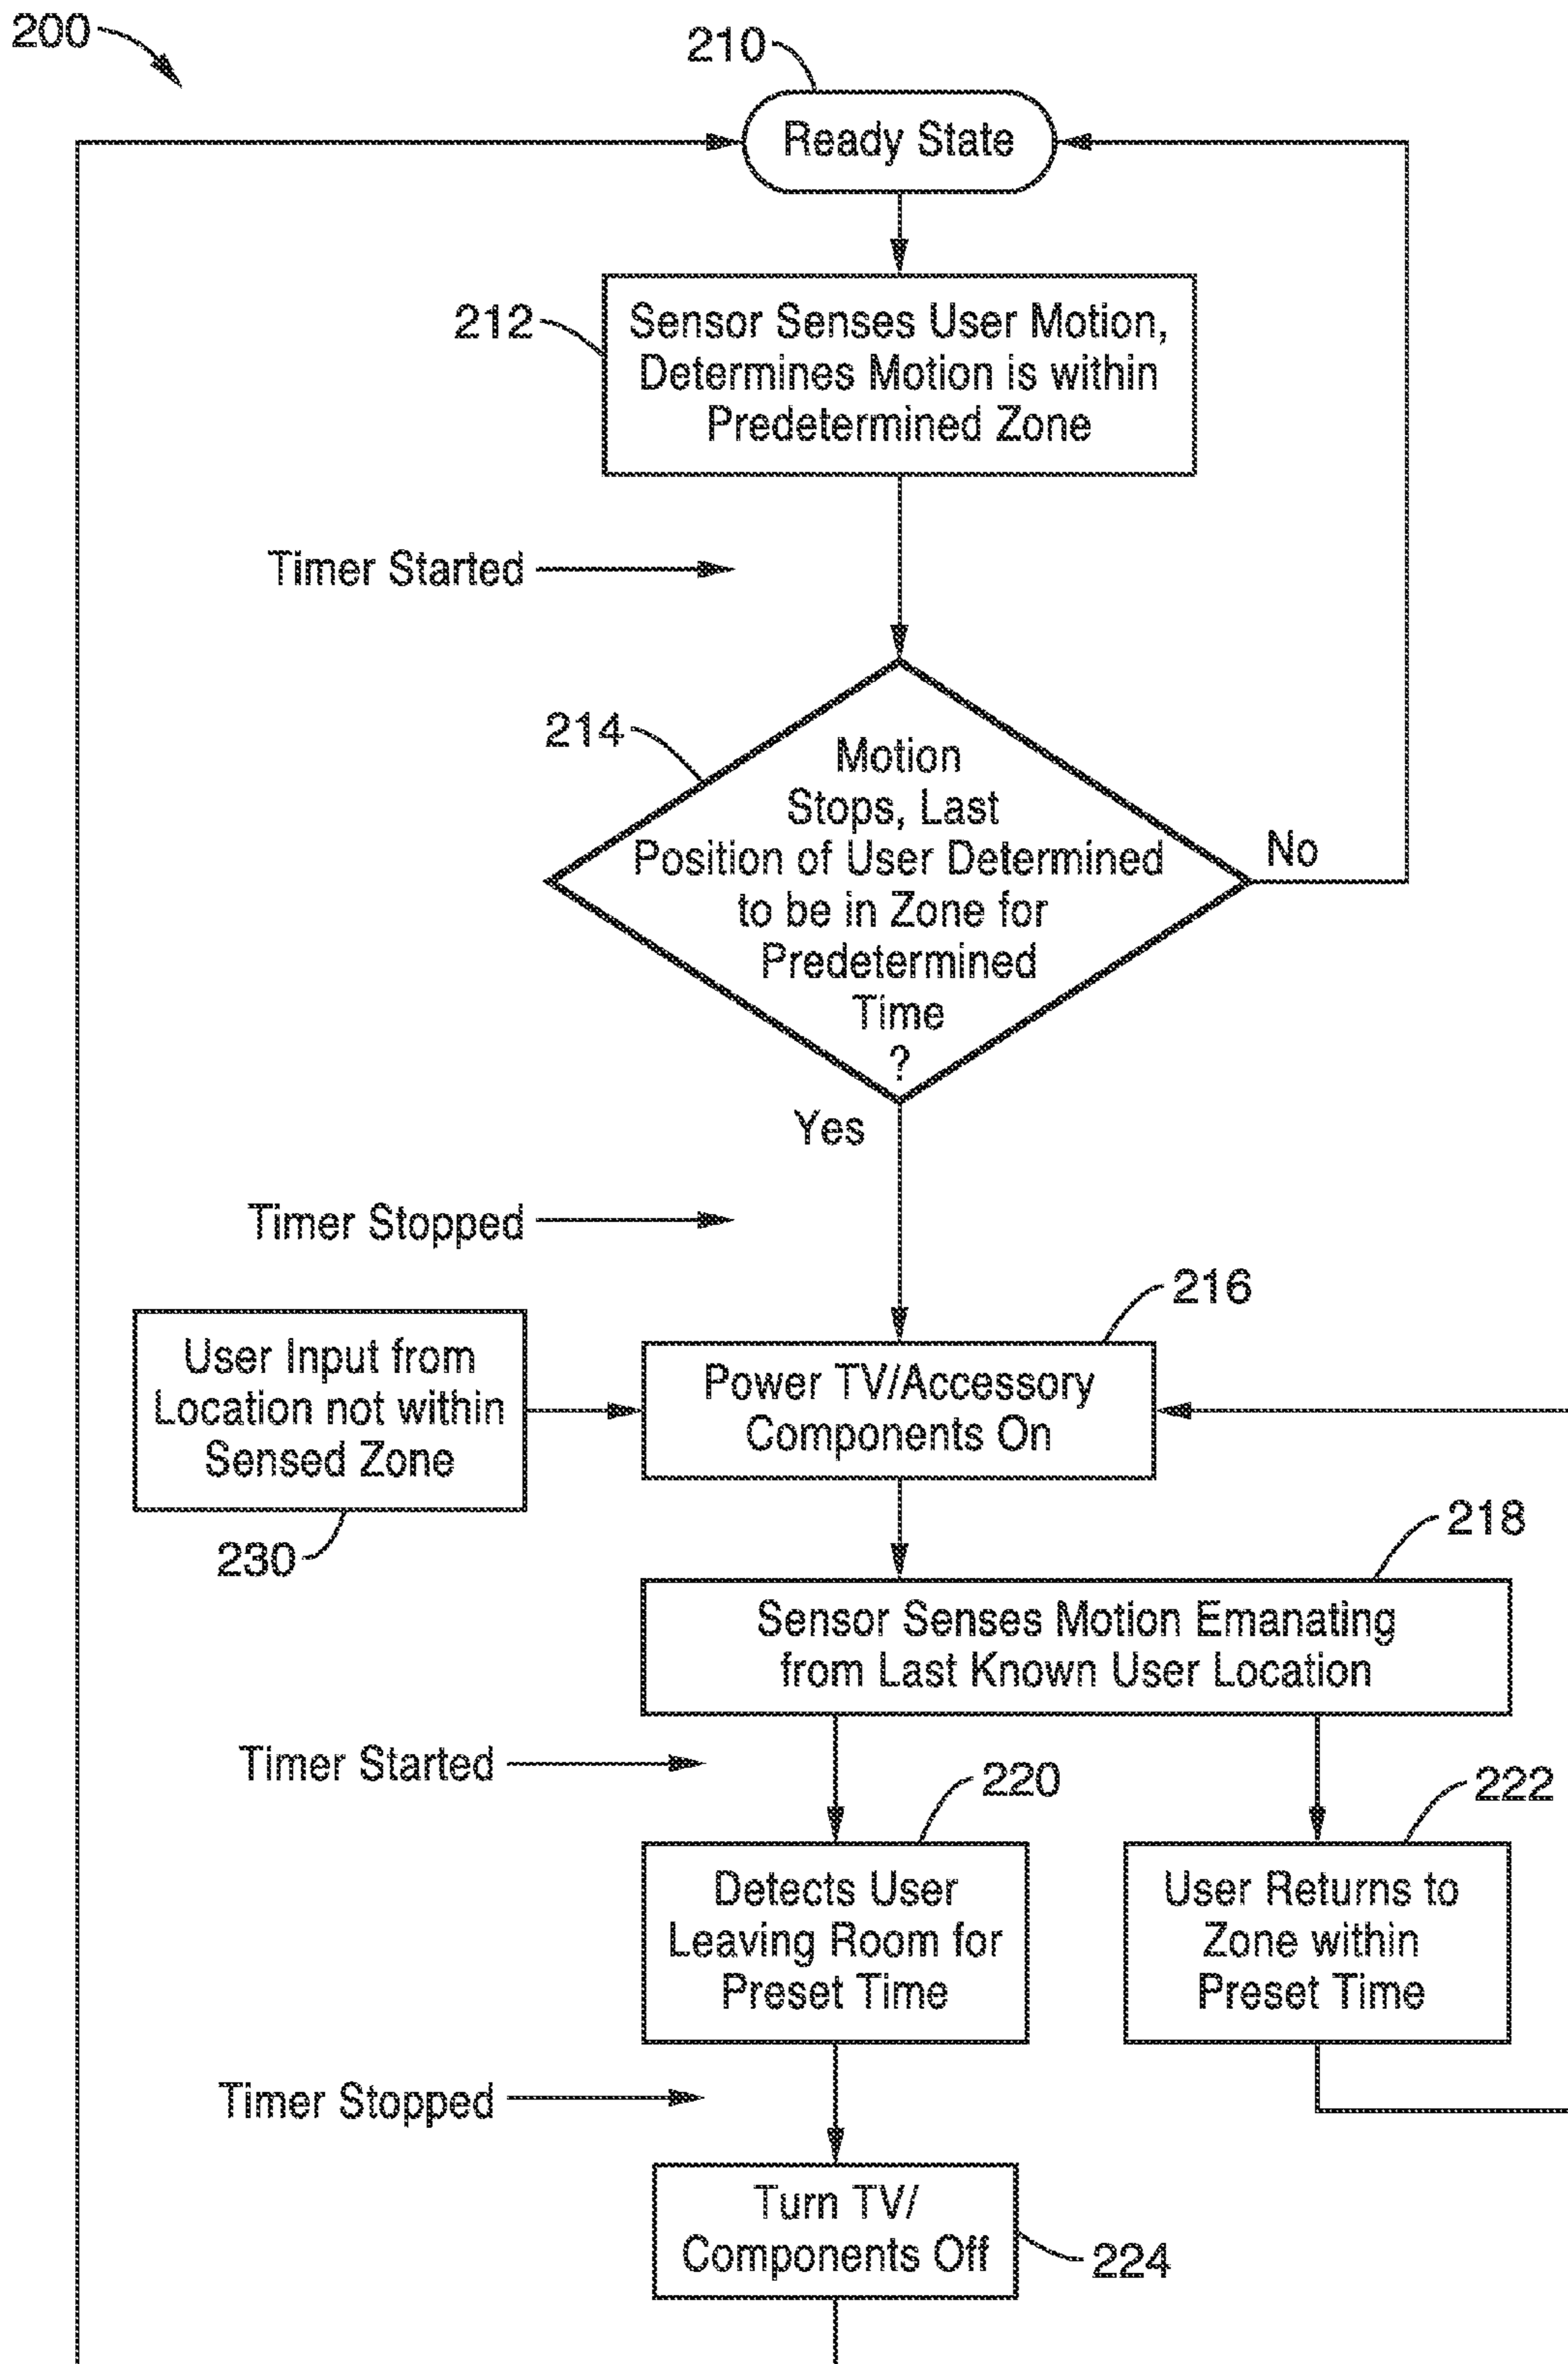 200
210
Ready State
212
Sensor Senses User Motion,
Determines Motion is within
Predetermined Zone
Timer Started
214
Motion
Stops, Last
Position of User Determined
to be in Zone for
Predetermined
Time
?
No
Yes
Timer Stopped
216
User Input from
Location not within
Sensed Zone
230
Power TV/Accessory
Components On
218
Sensor Senses Motion Emanating
from Last Known User Location
Timer Started
220
222
Detects User
Leaving Room for
Preset Time
User Returns to
Zone within
Preset Time
Timer Stopped
Turn TV/
Components Off
224